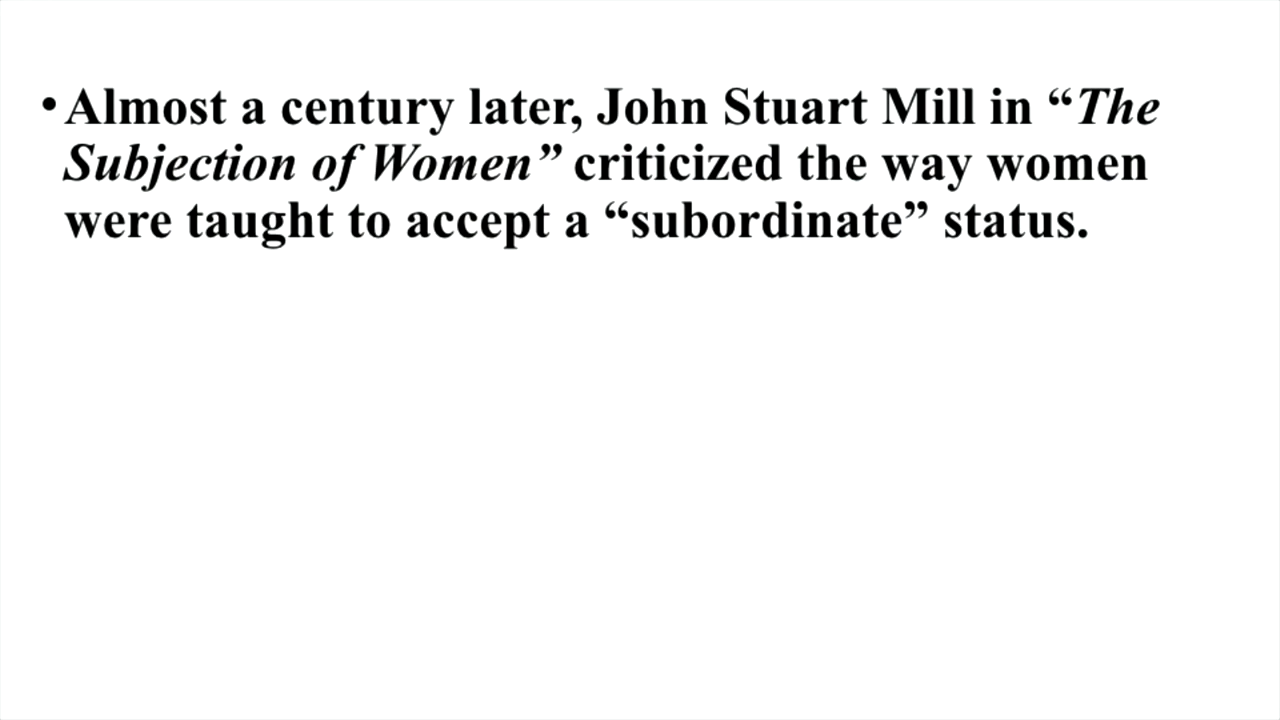 • Almost a century later, John Stuart Mill in “The
Subjection of Women” criticized the way women
were taught to accept a “subordinate” status.